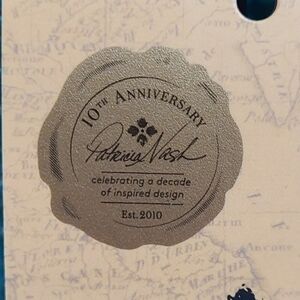 10TH ANNIVERSARY
Patricia Nash
celebrating a decade
of inspired design
Est. 2010